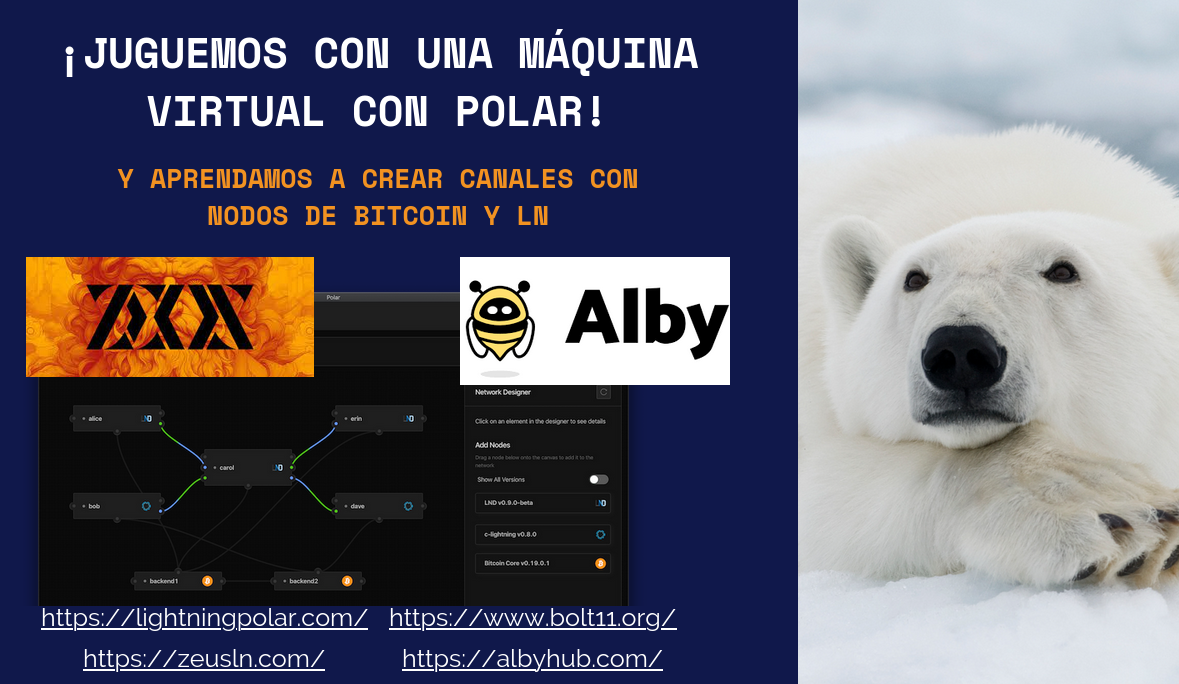 ¡JUGUEMOS CON UNA MÁQUINA
VIRTUAL CON POLAR!
Y APRENDAMOS A CREAR CANALES CON
NODOS DE BITCOIN Y LN
Alby
Polar
Network Designer
Click on an element in the designer to see details
Add Nodes
Drag a node below onto the canvas to add it to the
network
Show All Versions
LND v0.9.0-beta
c-lightning v0.8.0
Bitcoin Core v0.19.0.1
alice
erin
carol
bob
dave
backend1
backend2
https://lightningpolar.com/ https://www.bolt11.org/
https://zeusln.com/ https://albyhub.com/